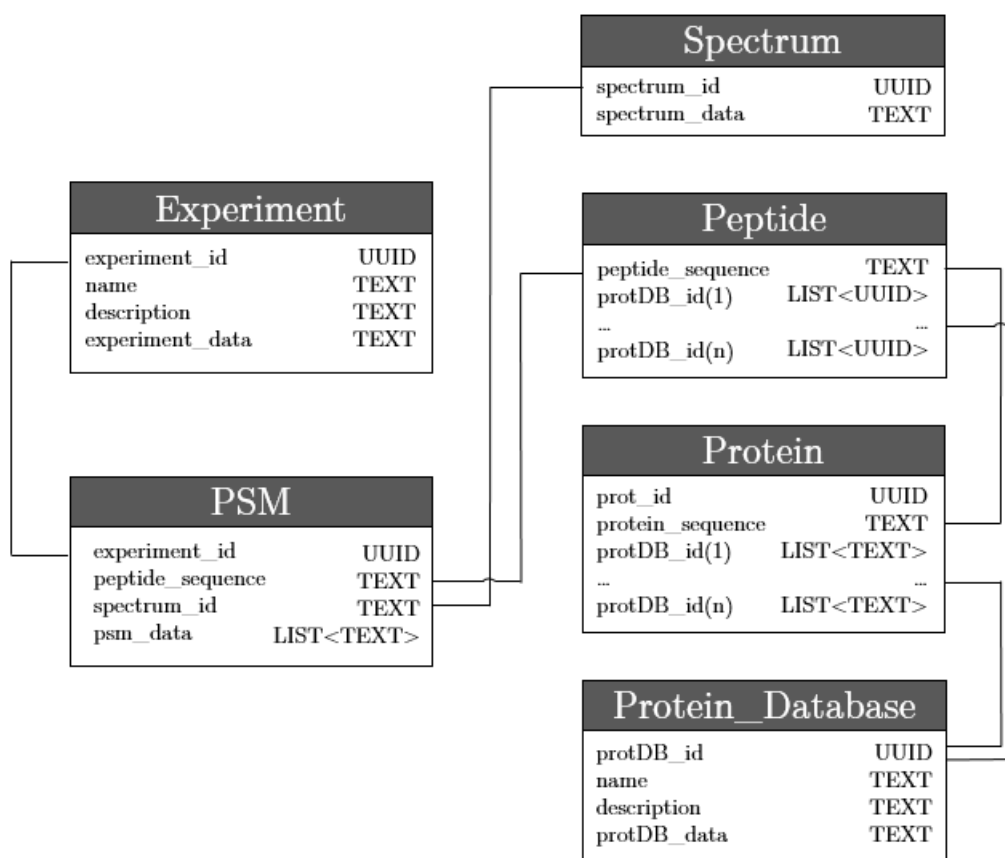 Spectrum
spectrum_id UUID
spectrum_data TEXT
Experiment
experiment_id UUID
name TEXT
description TEXT
experiment_data TEXT
Peptide
peptide_sequence TEXT
protDB_id(1) LIST<UUID>
... ...
protDB_id(n) LIST<UUID>
PSM
experiment_id UUID
peptide_sequence TEXT
spectrum_id TEXT
psm_data LIST<TEXT>
Protein
prot_id UUID
protein_sequence TEXT
protDB_id(1) LIST<TEXT>
... ...
protDB_id(n) LIST<TEXT>
Protein_Database
protDB_id UUID
name TEXT
description TEXT
protDB_data TEXT